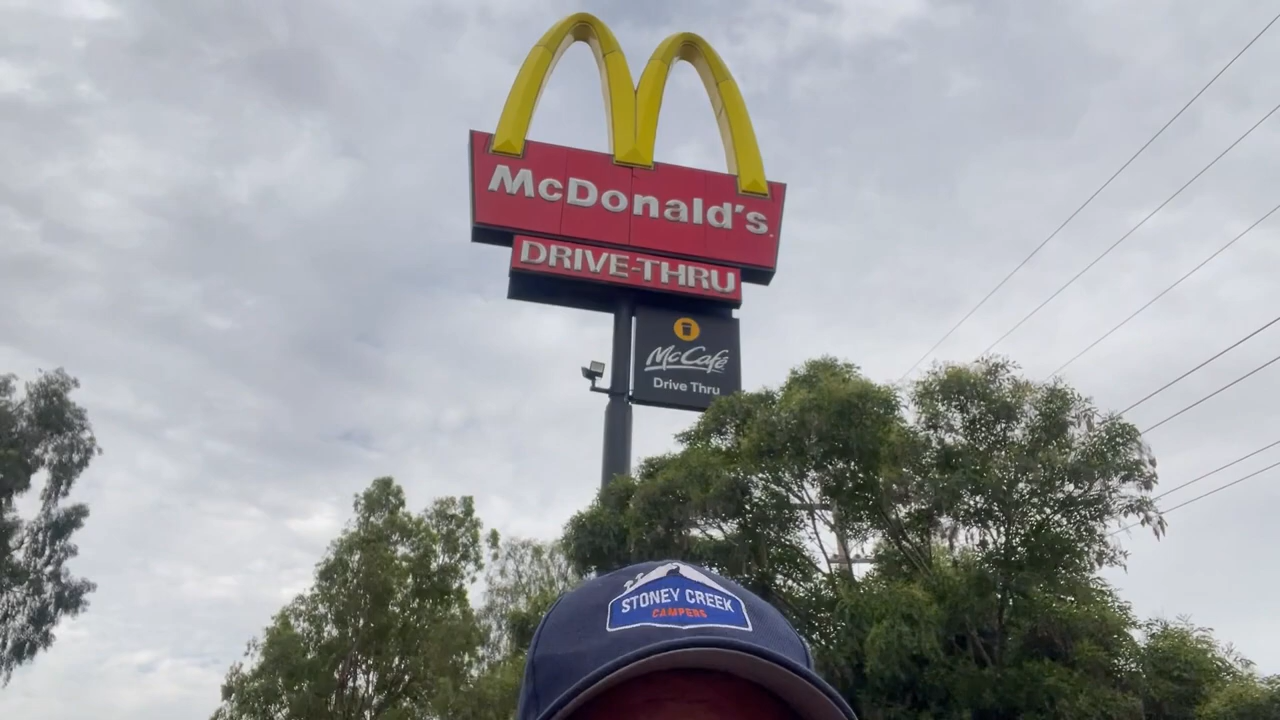 McDonald's.
DRIVE-THRU
McCafé
Drive Thru
STONEY CREEK
CAMPERS